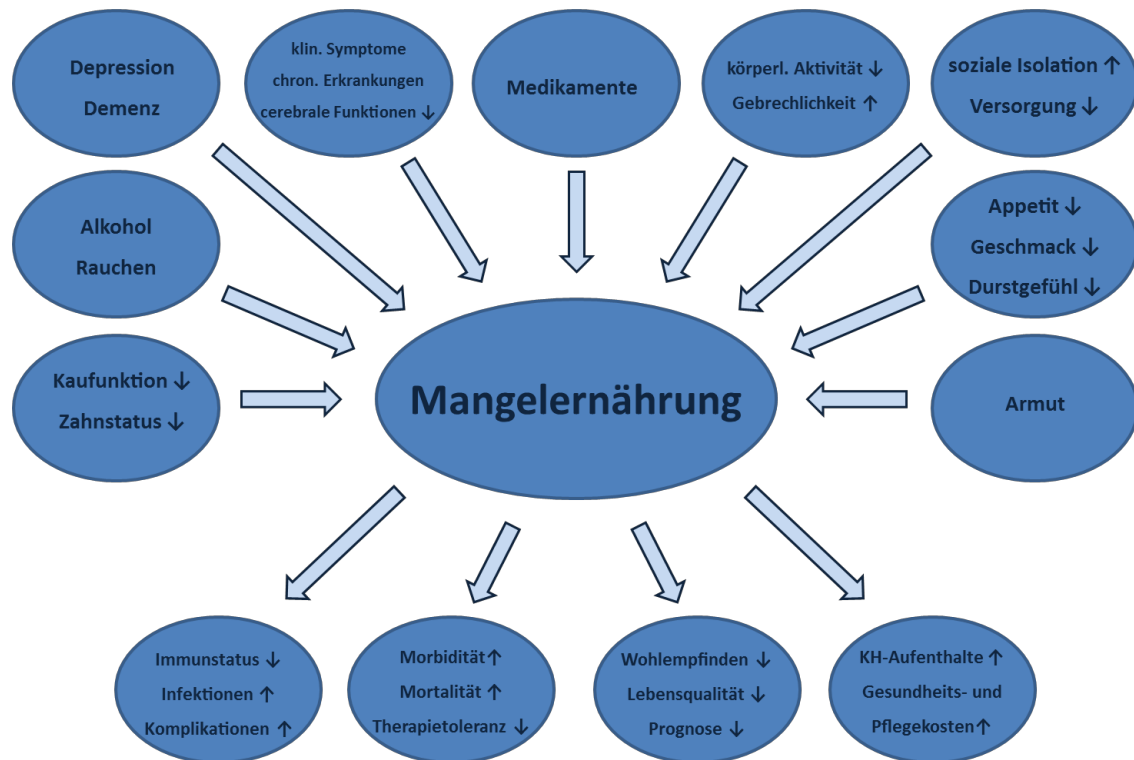 Depression
Demenz
klin. Symptome
chron. Erkrankungen
cerebrale Funktionen ↓
Medikamente
körperl. Aktivität ↓
Gebrechlichkeit ↑
soziale Isolation ↑
Versorgung ↓
Alkohol
Rauchen
Appetit ↓
Geschmack ↓
Durstgefühl ↓
Kaufunktion ↓
Zahnstatus ↓
Mangelernährung
Armut
Immunstatus ↓
Infektionen ↑
Komplikationen ↑
Morbidität↑
Mortalität ↑
Therapietoleranz ↓
Wohlempfinden ↓
Lebensqualität ↓
Prognose ↓
KH-Aufenthalte ↑
Gesundheits- und
Pflegekosten↑